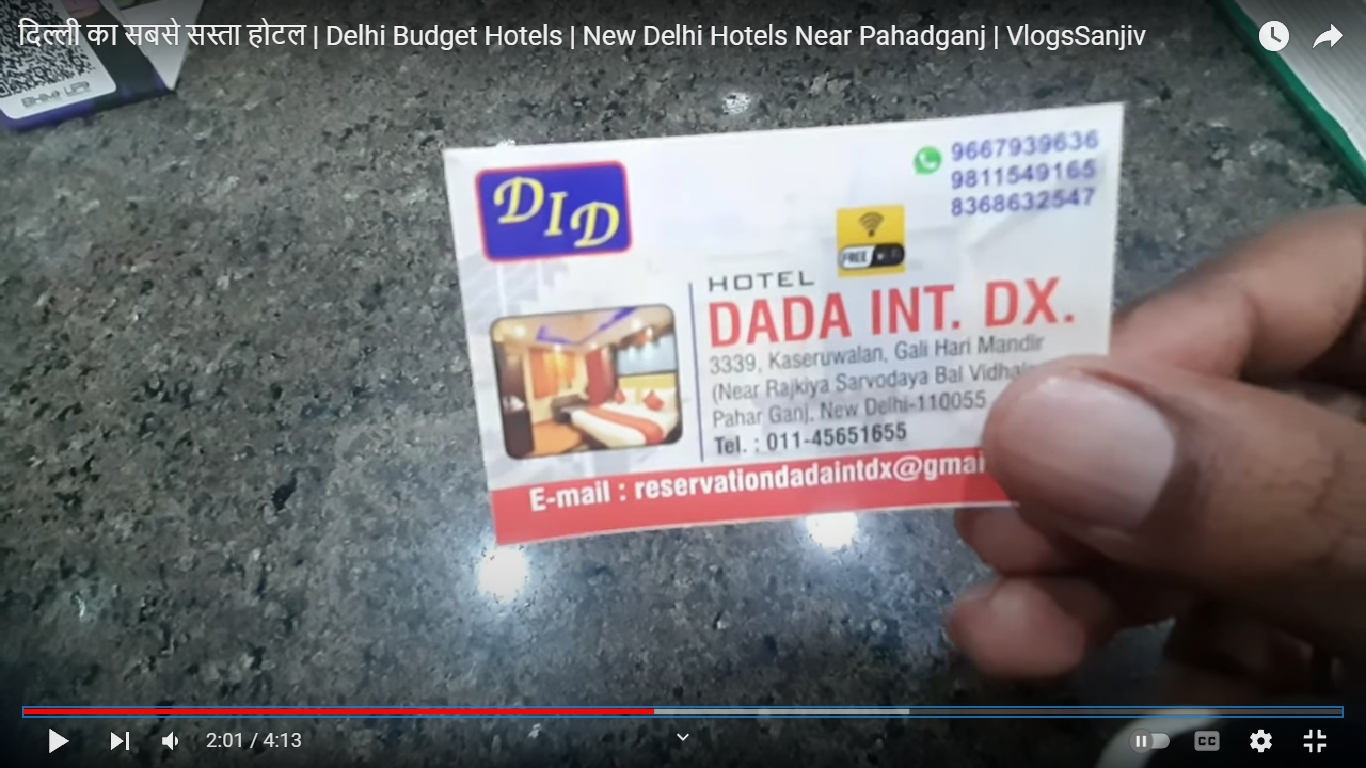 दिल्ली का सबसे सस्ता होटल | Delhi Budget Hotels | New Delhi Hotels Near Pahadganj | VlogsSanjiv
DID
9667939636
9811549165
8368632547
FREE
HOTEL
DADA INT. DX.
3339, Kaseruwalan, Gali Hari Mandir
(Near Rajkiya Sarvodaya Bal
Pahar Ganj, New Delhi-110055
Tel. : 011-45651655
E-mail : reservationdadaintdx@gmai
2:01 / 4:13
CC